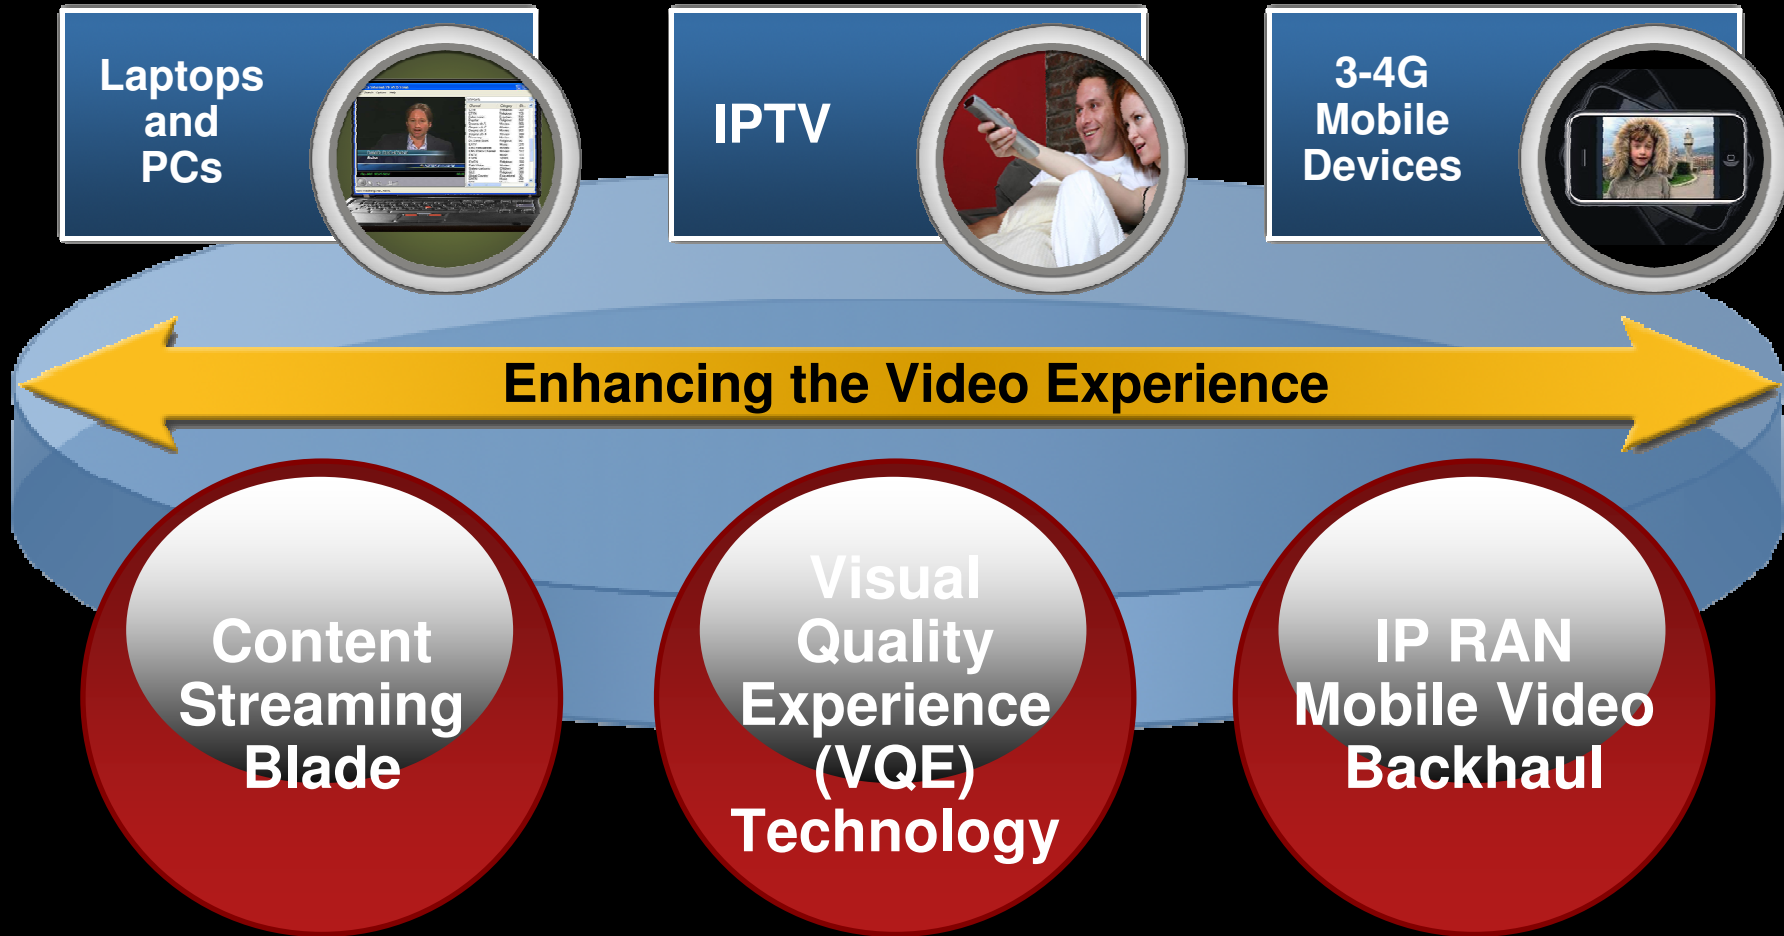 Laptops
and
PCs
IPTV
3-4G
Mobile
Devices
Enhancing the Video Experience
Content
Streaming
Blade
Visual
Quality
Experience
(VQE)
Technology
IP RAN
Mobile Video
Backhaul